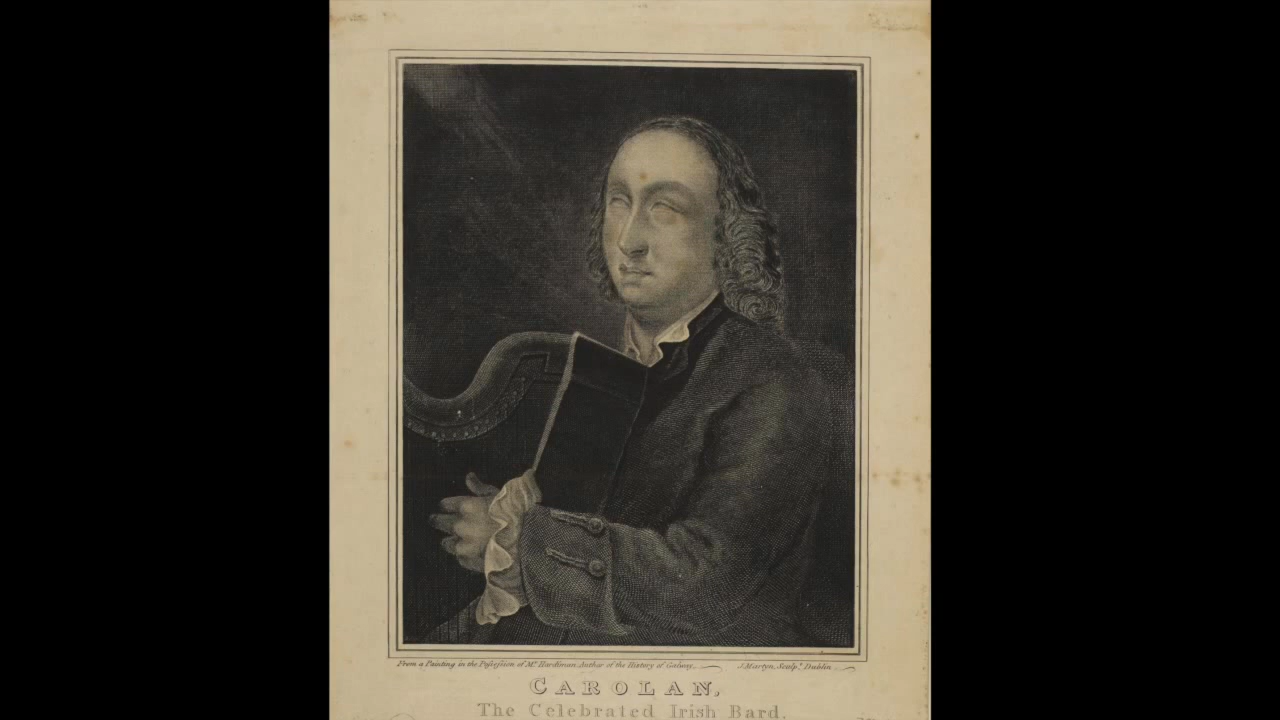 From a Painting in the Possession of Mr. Hardiman Author of the History of Galway.
J. Martyn, Sculpt. Dublin
CAROLAN,
The Celebrated Irish Bard.